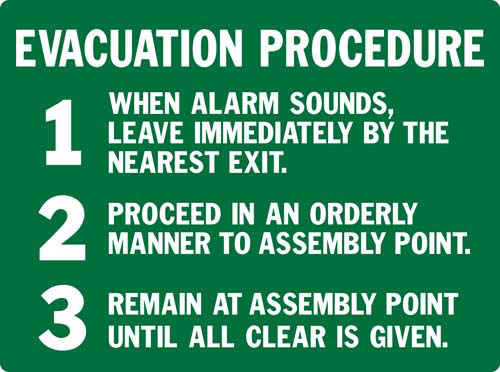 EVACUATION PROCEDURE
1 WHEN ALARM SOUNDS,
LEAVE IMMEDIATELY BY THE
NEAREST EXIT.
2 PROCEED IN AN ORDERLY
MANNER TO ASSEMBLY POINT.
3 REMAIN AT ASSEMBLY POINT
UNTIL ALL CLEAR IS GIVEN.